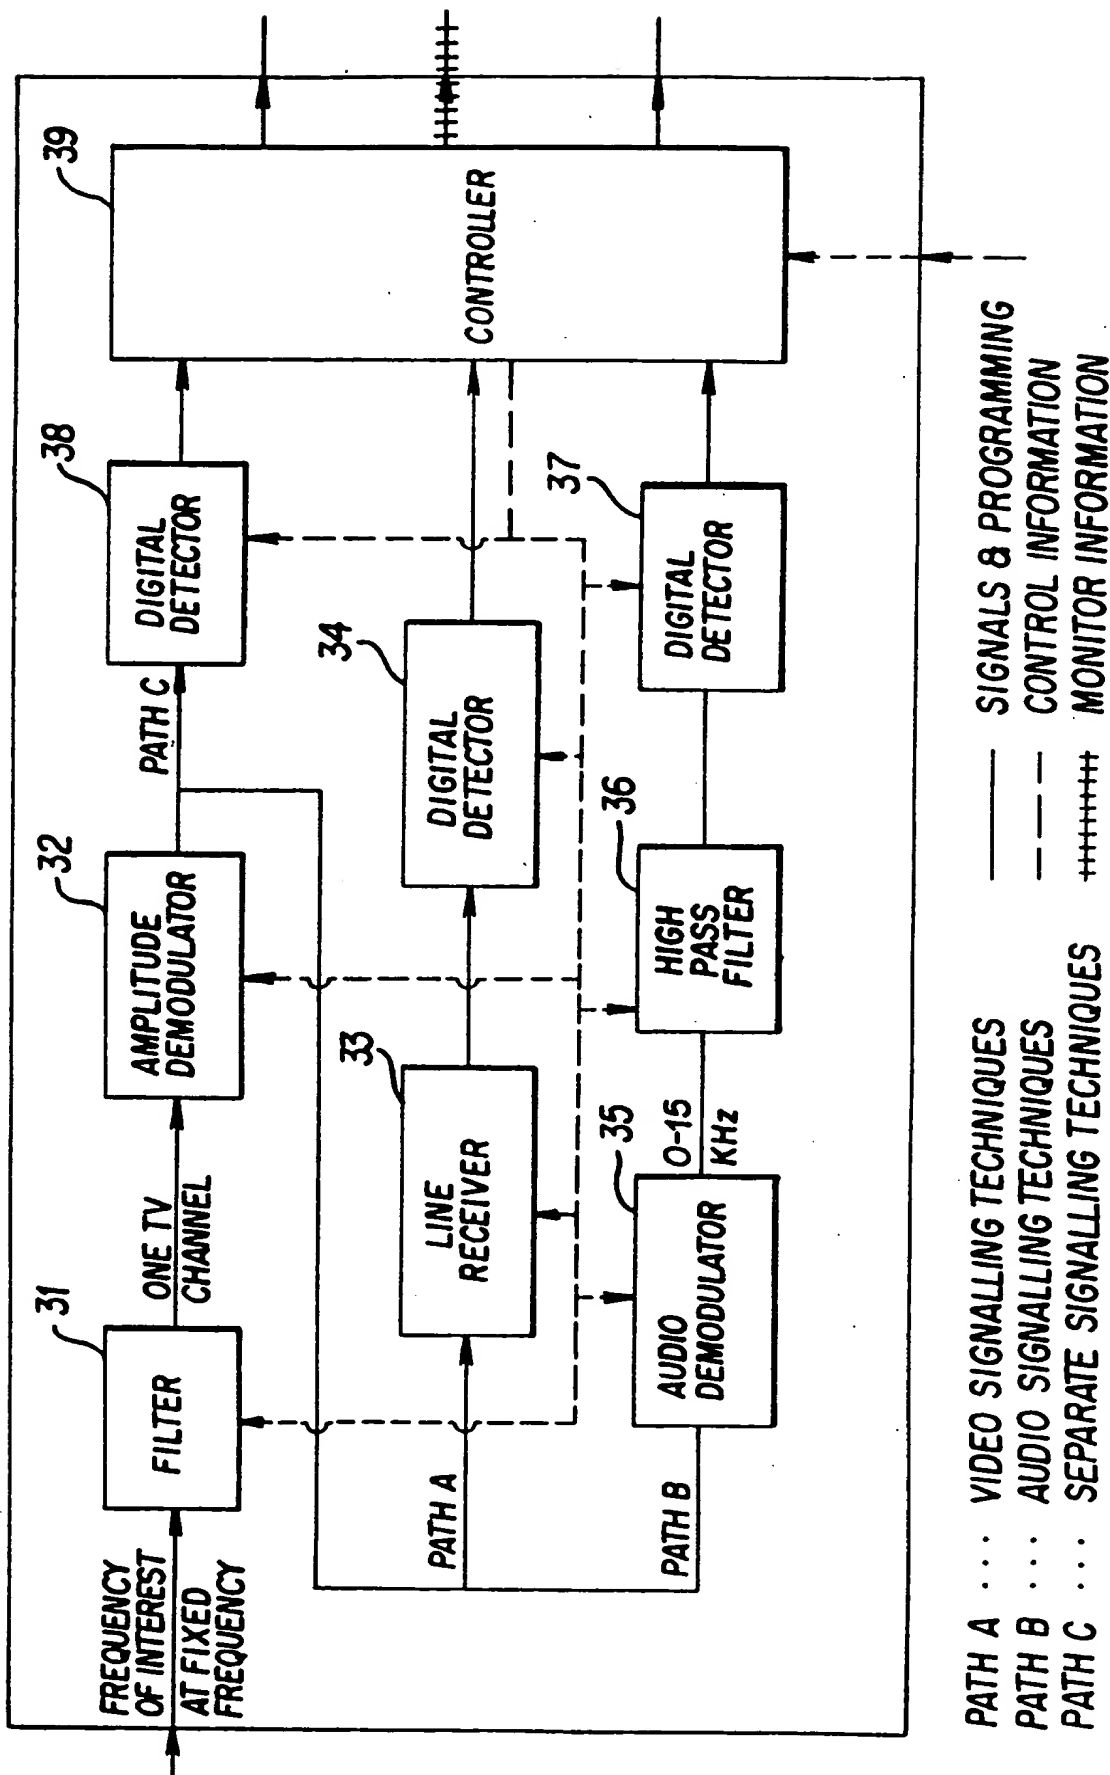 FREQUENCY
OF INTEREST
AT FIXED
FREQUENCY
31
FILTER
ONE TV
CHANNEL
32
AMPLITUDE
DEMODULATOR
PATH C
38
DIGITAL
DETECTOR
39
CONTROLLER
PATH A
33
LINE
RECEIVER
34
DIGITAL
DETECTOR
PATH B
35
AUDIO
DEMODULATOR
0-15
KHz
36
HIGH
PASS
FILTER
37
DIGITAL
DETECTOR
PATH A ... VIDEO SIGNALLING TECHNIQUES
PATH B ... AUDIO SIGNALLING TECHNIQUES
PATH C ... SEPARATE SIGNALLING TECHNIQUES
SIGNALS & PROGRAMMING
CONTROL INFORMATION
MONITOR INFORMATION